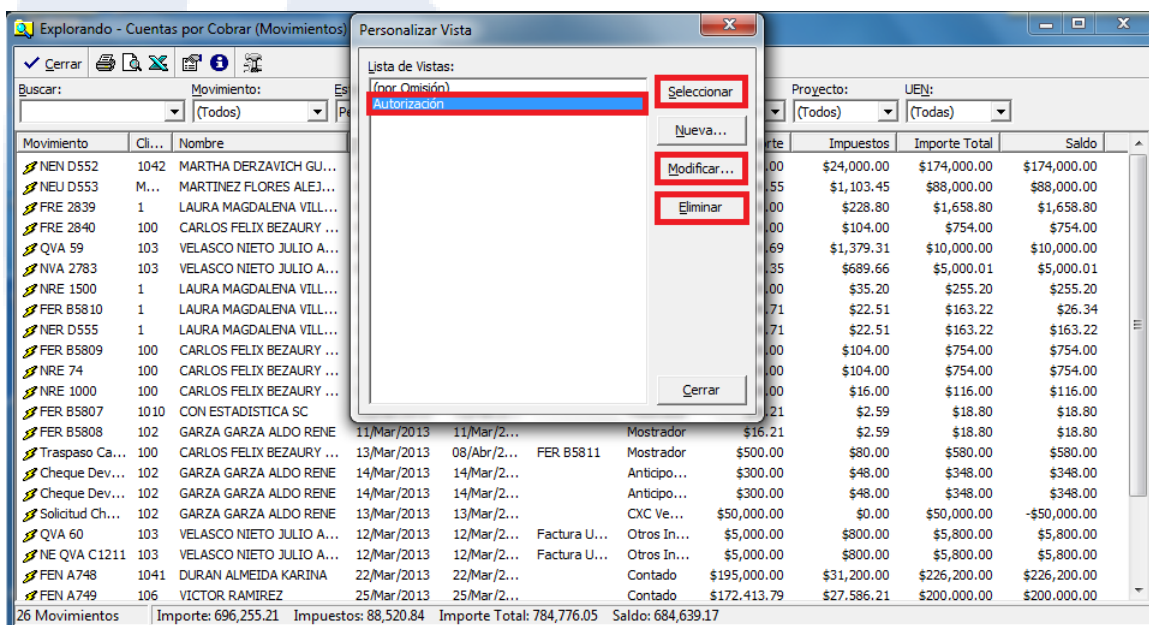 Explorando - Cuentas por Cobrar (Movimientos)
Personalizar Vista
Cerrar
Lista de Vistas:
(por Omisión)
Autorización
Seleccionar
Nueva...
Modificar...
Eliminar
Cerrar
Buscar: Movimiento: Proyecto: UEN:
(Todos) (Todos) (Todas)
Movimiento Cli... Nombre Impuestos Importe Total Saldo
NEN D552 1042 MARTHA DERZAVICH GU... .00 $24,000.00 $174,000.00 $174,000.00
NEU D553 M... MARTINEZ FLORES ALEJ... .55 $1,103.45 $88,000.00 $88,000.00
FRE 2839 1 LAURA MAGDALENA VILL... .00 $228.80 $1,658.80 $1,658.80
FRE 2840 100 CARLOS FELIX BEZAURY ... .00 $104.00 $754.00 $754.00
QVA 59 103 VELASCO NIETO JULIO A... .69 $1,379.31 $10,000.00 $10,000.00
NVA 2783 103 VELASCO NIETO JULIO A... .35 $689.66 $5,000.01 $5,000.01
NRE 1500 1 LAURA MAGDALENA VILL... .00 $35.20 $255.20 $255.20
FER B5810 1 LAURA MAGDALENA VILL... .71 $22.51 $163.22 $26.34
NER D555 1 LAURA MAGDALENA VILL... .71 $22.51 $163.22 $163.22
FER B5809 100 CARLOS FELIX BEZAURY ... .00 $104.00 $754.00 $754.00
NRE 74 100 CARLOS FELIX BEZAURY ... .00 $104.00 $754.00 $754.00
NRE 1000 100 CARLOS FELIX BEZAURY ... .00 $16.00 $116.00 $116.00
FER B5807 1010 CON ESTADISTICA SC .21 $2.59 $18.80 $18.80
FER B5808 102 GARZA GARZA ALDO RENE 11/Mar/2013 11/Mar/2... Mostrador $16.21 $2.59 $18.80 $18.80
Traspaso Ca... 100 CARLOS FELIX BEZAURY ... 13/Mar/2013 08/Abr/2... FER B5811 Mostrador $500.00 $80.00 $580.00 $580.00
Cheque Dev... 102 GARZA GARZA ALDO RENE 14/Mar/2013 14/Mar/2... Anticipo... $300.00 $48.00 $348.00 $348.00
Cheque Dev... 102 GARZA GARZA ALDO RENE 14/Mar/2013 14/Mar/2... Anticipo... $300.00 $48.00 $348.00 $348.00
Solicitud Ch... 102 GARZA GARZA ALDO RENE 13/Mar/2013 13/Mar/2... CXC Ve... $50,000.00 $0.00 $50,000.00 -$50,000.00
QVA 60 103 VELASCO NIETO JULIO A... 12/Mar/2013 12/Mar/2... Factura U... Otros In... $5,000.00 $800.00 $5,800.00 $5,800.00
NE QVA C1211 103 VELASCO NIETO JULIO A... 12/Mar/2013 12/Mar/2... Factura U... Otros In... $5,000.00 $800.00 $5,800.00 $5,800.00
FEN A748 1041 DURAN ALMEIDA KARINA 22/Mar/2013 22/Mar/2... Contado $195,000.00 $31,200.00 $226,200.00 $226,200.00
FEN A749 106 VICTOR RAMIREZ 25/Mar/2013 25/Mar/2... Contado $172,413.79 $27,586.21 $200,000.00 $200,000.00
26 Movimientos Importe: 696,255.21 Impuestos: 88,520.84 Importe Total: 784,776.05 Saldo: 684,639.17